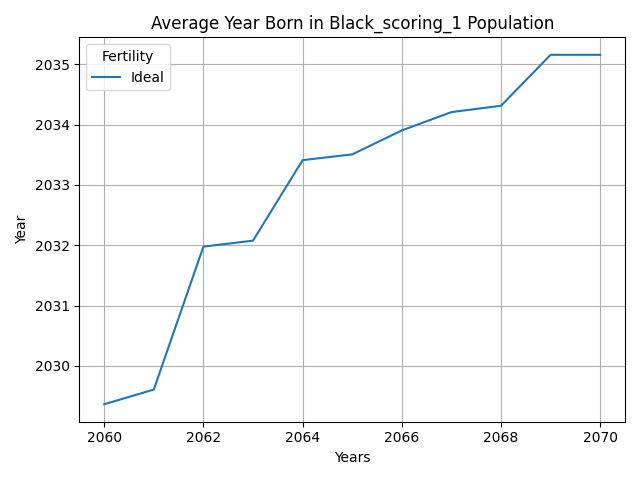 Average Year Born in Black_scoring_1 Population
Fertility
Ideal
2035
2034
2033
2032
2031
2030
Year
2060 2062 2064 2066 2068 2070
Years